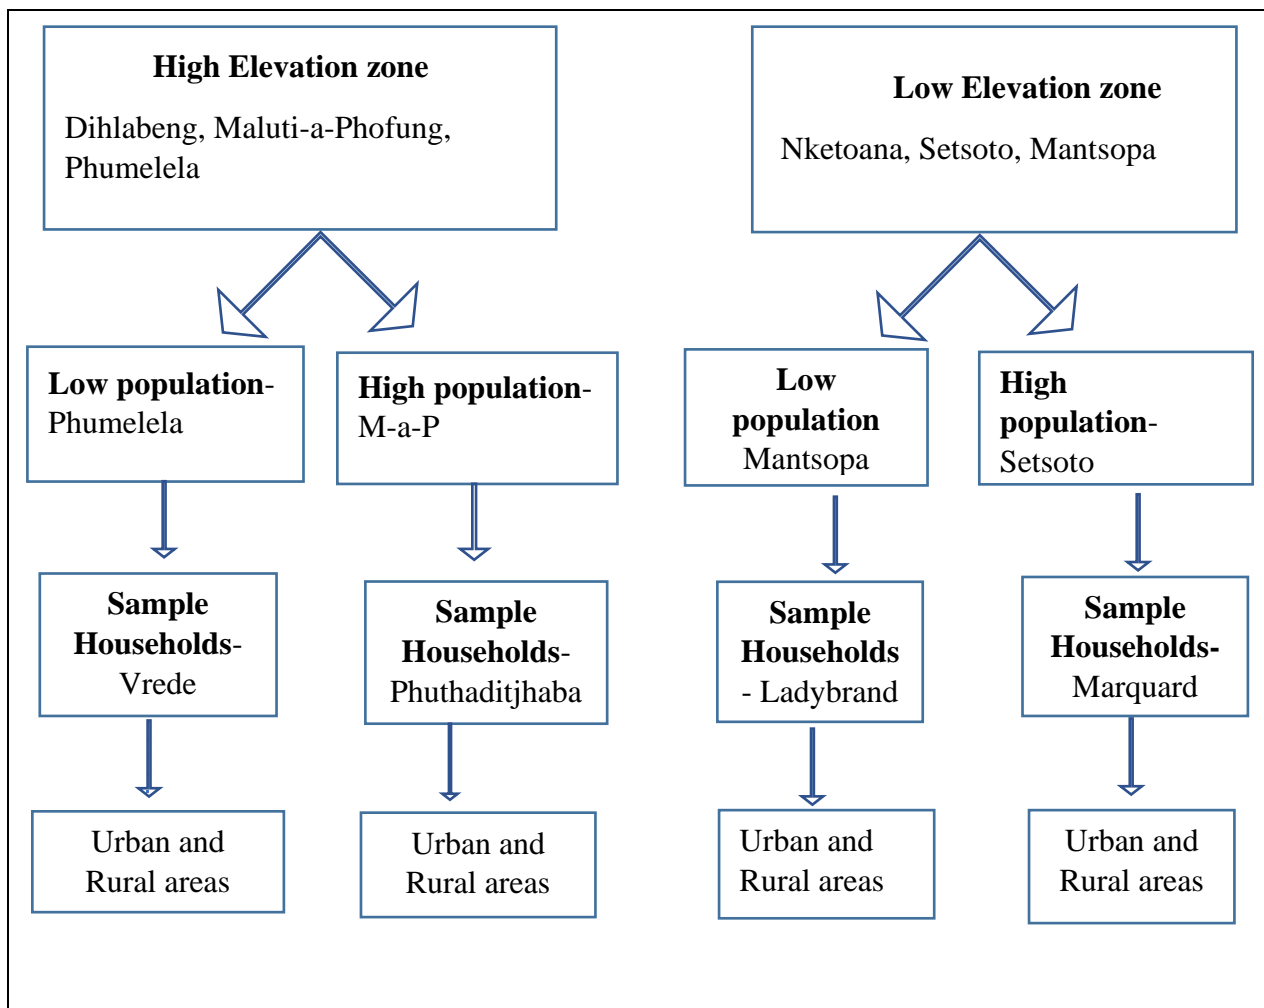 High Elevation zone
Dihlabeng, Maluti-a-Phofung,
Phumelela
Low Elevation zone
Nketoana, Setsoto, Mantsopa
Low population-
Phumelela
High population-
M-a-P
Low
population
Mantsopa
High
population-
Setsoto
Sample
Households-
Vrede
Sample
Households-
Phuthaditjhaba
Sample
Households
- Ladybrand
Sample
Households-
Marquard
Urban and
Rural areas
Urban and
Rural areas
Urban and
Rural areas
Urban and
Rural areas